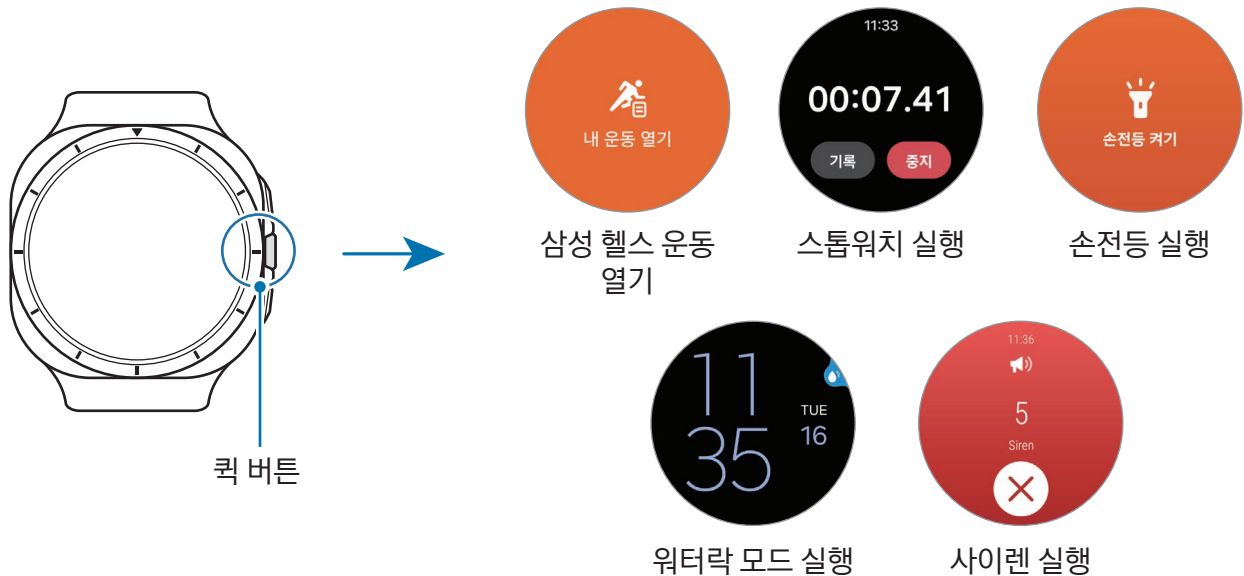 퀵 버튼
내 운동 열기
삼성 헬스 운동
열기
11:33
00:07.41
기록
중지
스톱워치 실행
손전등 켜기
손전등 실행
11
35
TUE
16
워터락 모드 실행
11:36
5
Siren
사이렌 실행